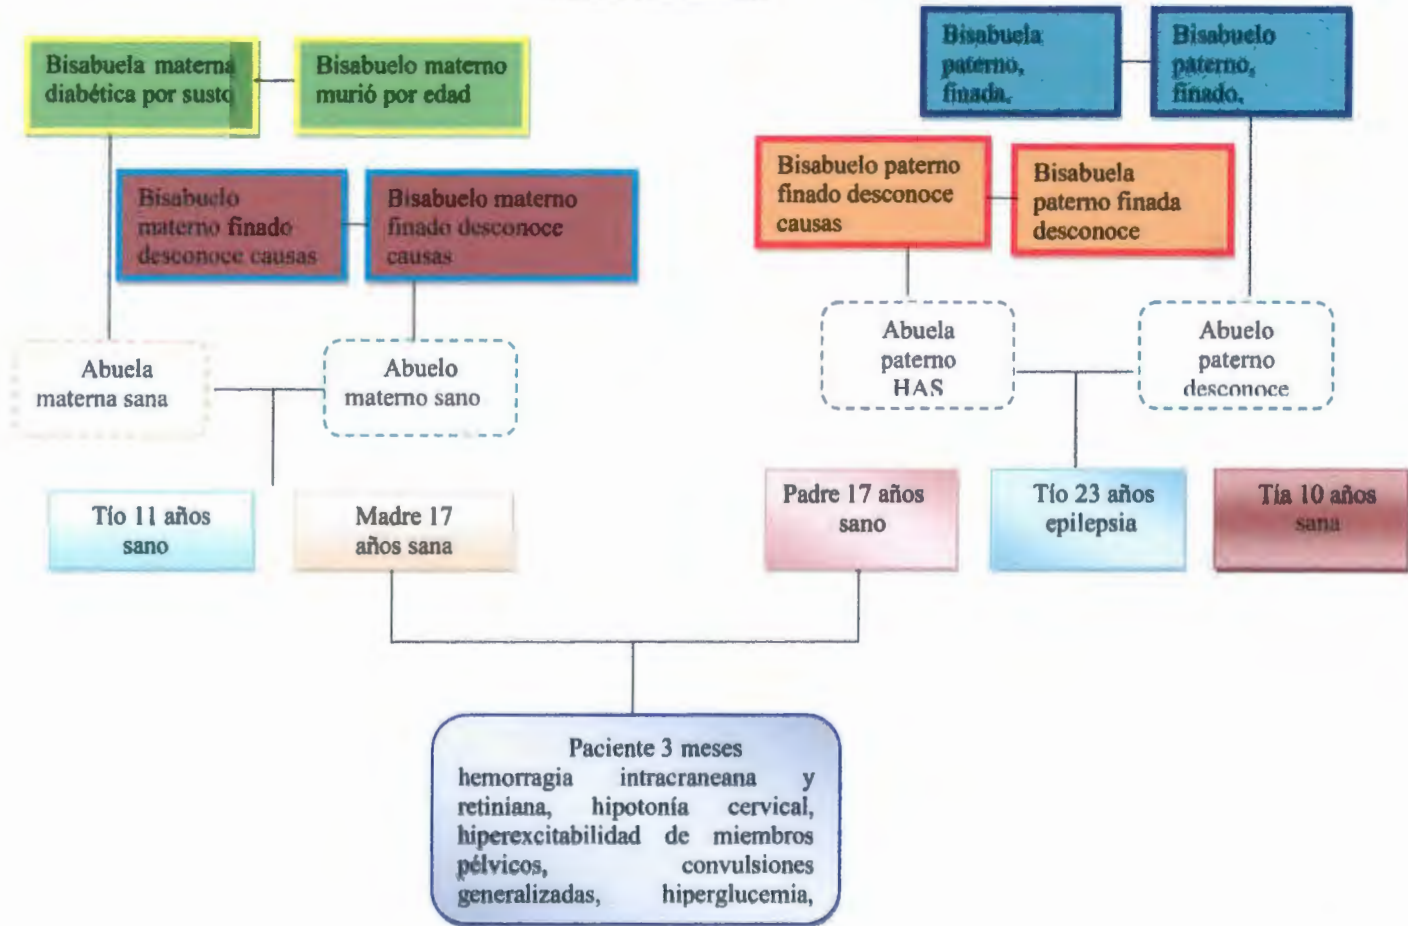 Bisabuela materna
diabética por susto
Bisabuelo materno
murió por edad
Bisabuela
paterno,
finada,
Bisabuelo
paterno,
finado,
Bisabuelo
materno finado
desconoce causas
Bisabuelo materno
finado desconoce
causas
Bisabuelo paterno
finado desconoce
causas
Bisabuela
paterno finada
desconoce
Abuela
materna sana
Abuelo
materno sano
Abuela
paterno
HAS
Abuelo
paterno
desconoce
Tío 11 años
sano
Madre 17
años sana
Padre 17 años
sano
Tío 23 años
epilepsia
Tía 10 años
sana
Paciente 3 meses
hemorragia intracraneana y
retiniana, hipotonía cervical,
hiperexcitabilidad de miembros
pélvicos, convulsiones
generalizadas, hiperglucemia,